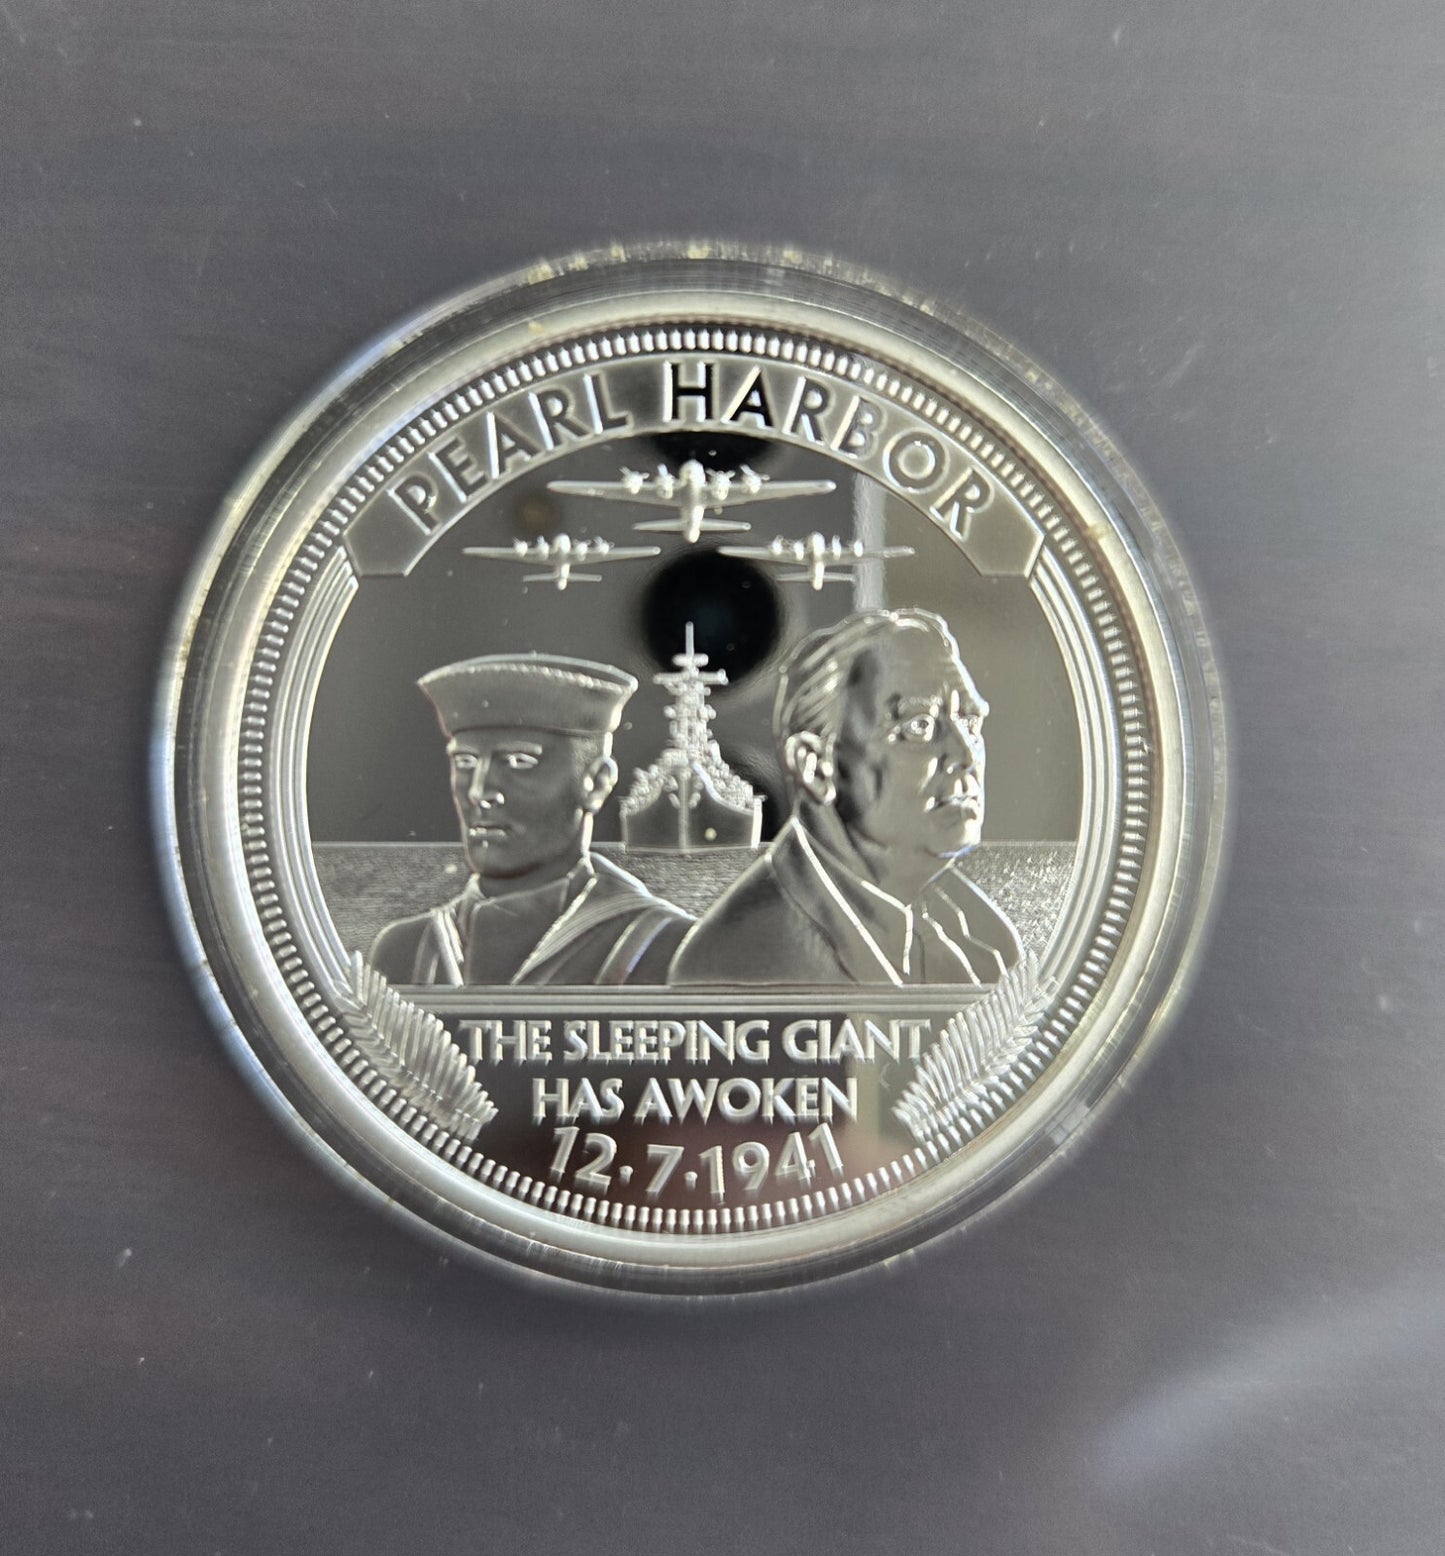 PEARL HARBOR
THE SLEEPING GIANT
HAS AWOKEN
12.7.1941